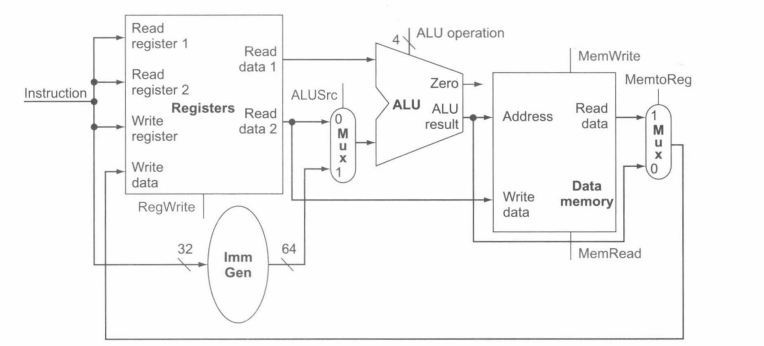 Instruction
Read
register 1
Read
register 2
Write
register
Write
data
Registers
Read
data 1
Read
data 2
RegWrite
32
Imm
Gen
64
ALUSrc
0
M
u
x
1
4
ALU operation
ALU
Zero
ALU
result
MemWrite
Address
Read
data
Write
data
Data
memory
MemRead
MemtoReg
1
M
u
x
0